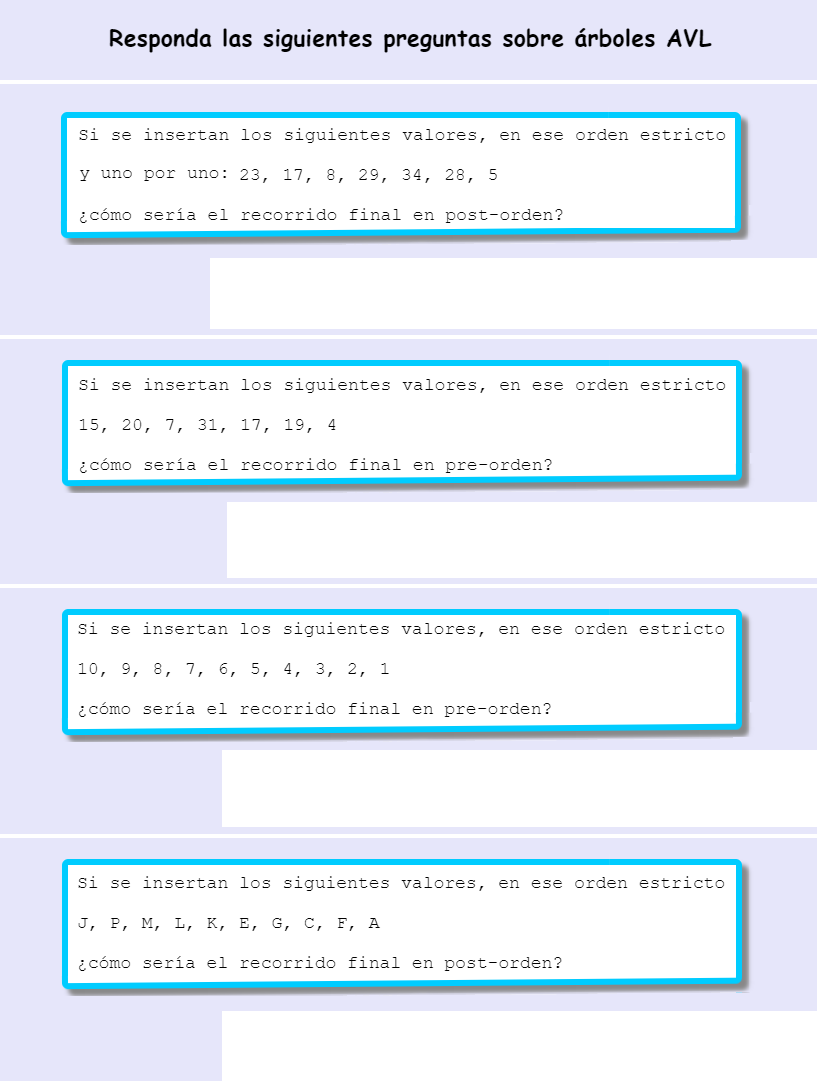 Responda las siguientes preguntas sobre árboles AVL
Si se insertan los siguientes valores, en ese orden estricto
y uno por uno: 23, 17, 8, 29, 34, 28, 5
¿cómo sería el recorrido final en post-orden?
Si se insertan los siguientes valores, en ese orden estricto
15, 20, 7, 31, 17, 19, 4
¿cómo sería el recorrido final en pre-orden?
Si se insertan los siguientes valores, en ese orden estricto
10, 9, 8, 7, 6, 5, 4, 3, 2, 1
¿cómo sería el recorrido final en pre-orden?
Si se insertan los siguientes valores, en ese orden estricto
J, P, M, L, K, E, G, C, F, A
¿cómo sería el recorrido final en post-orden?